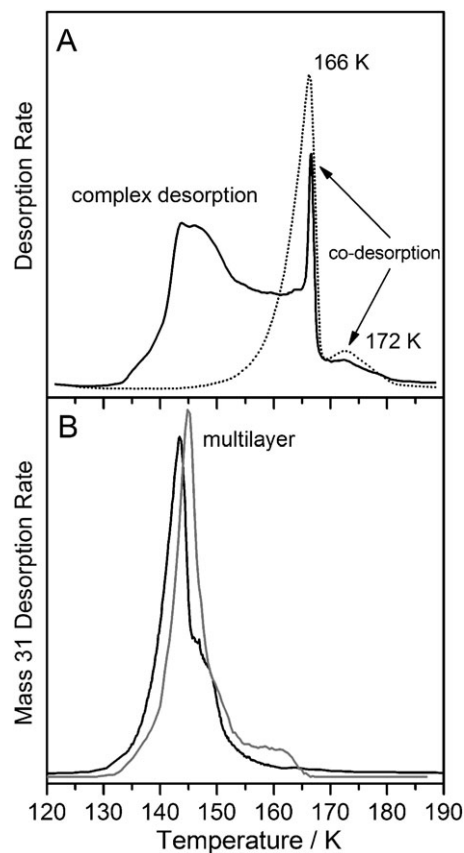 A
166 K
complex desorption
co-desorption
172 K
Desorption Rate
B
multilayer
Mass 31 Desorption Rate
120 130 140 150 160 170 180 190
Temperature / K